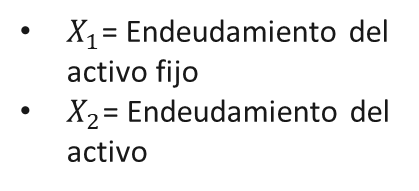 • X₁= Endeudamiento del
activo fijo
• X₂= Endeudamiento del
activo